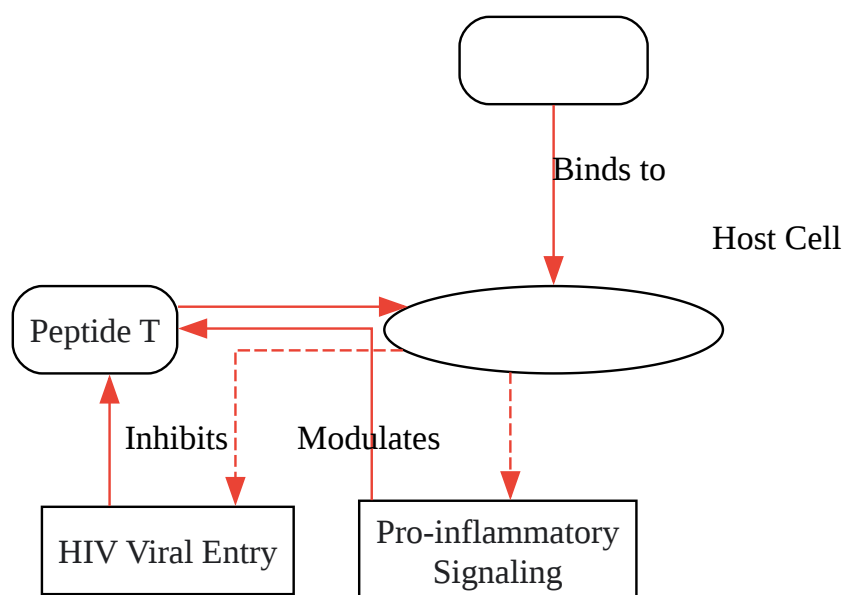 Binds to
Host Cell
Peptide T
Inhibits
Modulates
HIV Viral Entry
Pro-inflammatory
Signaling